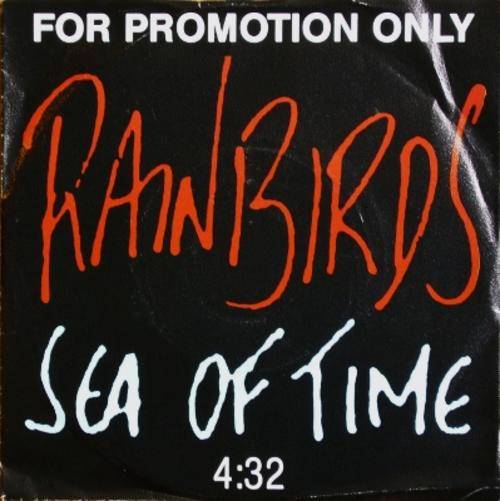 FOR PROMOTION ONLY
RAINBIRDS
SEA OF TIME
4:32